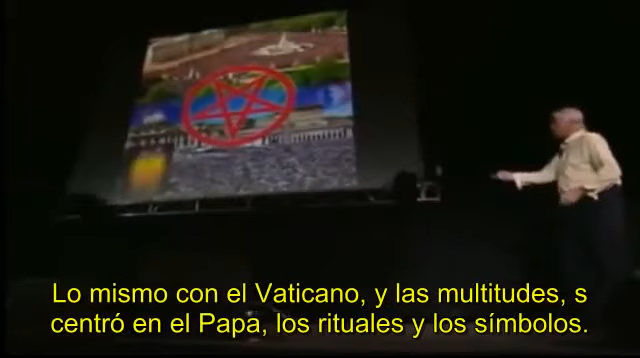 Lo mismo con el Vaticano, y las multitudes, s
centró en el Papa, los rituales y los símbolos.